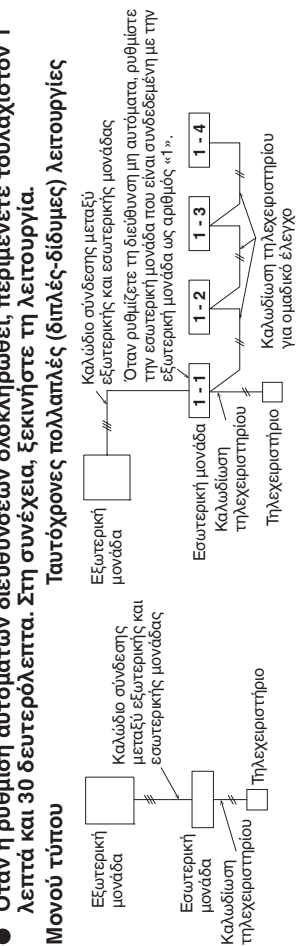 ● Όταν η ρύθμιση αυτόματων διευθύνσεων ολοκληρωθεί, περιμένετε τουλάχιστον 1
λεπτά και 30 δευτερόλεπτα. Στη συνέχεια, ξεκινήστε τη λειτουργία.
Μονού τύπου
Εξωτερική
μονάδα
Καλώδιο σύνδεσης
μεταξύ εξωτερικής και
εσωτερικής μονάδας
Εσωτερική
μονάδα
Καλωδίωση
τηλεχειριστηρίου
Τηλεχειριστήριο
Ταυτόχρονες πολλαπλές (διπλές-δίδυμες) λειτουργίες
Εξωτερική
μονάδα
Καλώδιο σύνδεσης μεταξύ
εξωτερικής και εσωτερικής μονάδας
Όταν ρυθμίζετε τη διεύθυνση μη αυτόματα, ρυθμίστε
την εσωτερική μονάδα που είναι συνδεδεμένη με την
εξωτερική μονάδα ως αριθμός «1».
Εσωτερική μονάδα
1 - 1
1 - 2
1 - 3
1 - 4
Καλωδίωση
τηλεχειριστηρίου
Τηλεχειριστήριο
Καλωδίωση τηλεχειριστηρίου
για ομαδικό έλεγχο